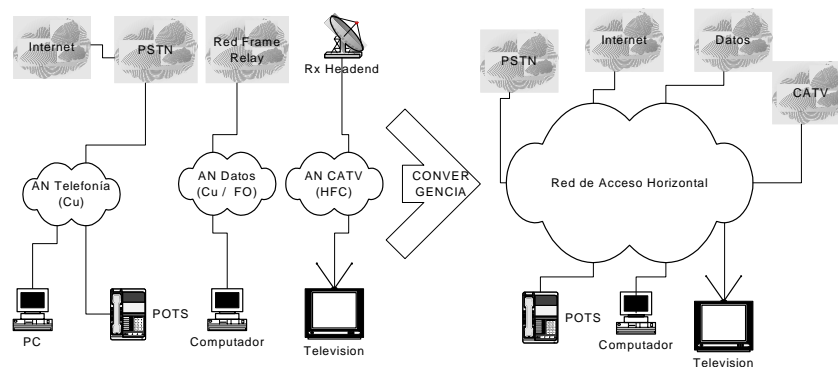 Internet
PSTN
Red Frame
Relay
Rx Headend
AN Telefonía
(Cu)
AN Datos
(Cu / FO)
AN CATV
(HFC)
PC
POTS
Computador
Television
CONVER
GENCIA
PSTN
Internet
Datos
CATV
Red de Acceso Horizontal
POTS
Computador
Television